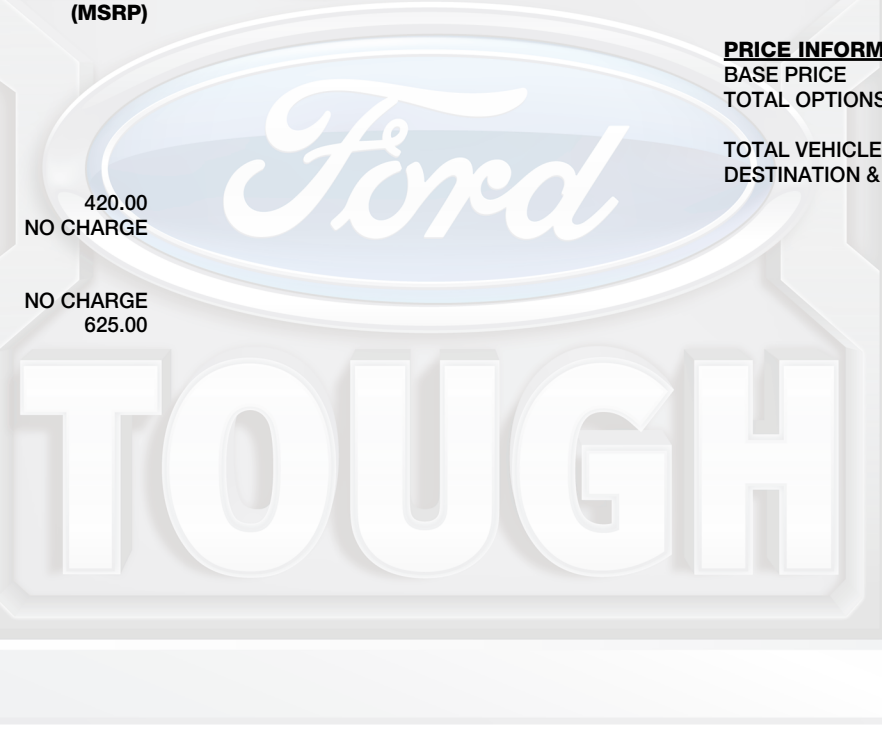 (MSRP)
420.00
NO CHARGE
NO CHARGE
625.00
PRICE INFORM
BASE PRICE
TOTAL OPTIONS
TOTAL VEHICLE
DESTINATION &
Ford
TOUGH